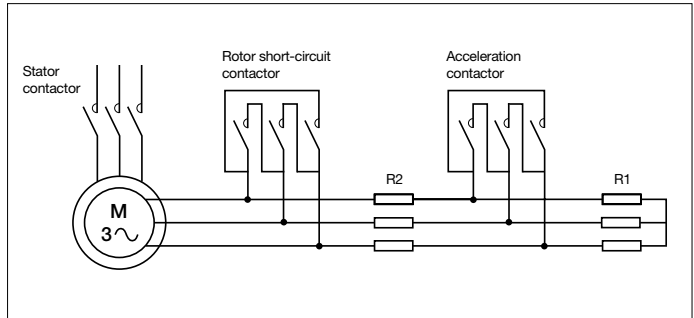 Stator
contactor
Rotor short-circuit
contactor
Acceleration
contactor
R2
R1
M
3